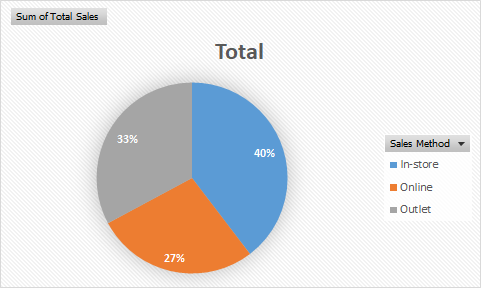 Sum of Total Sales
Total
40%
33%
27%
Sales Method
In-store
Online
Outlet